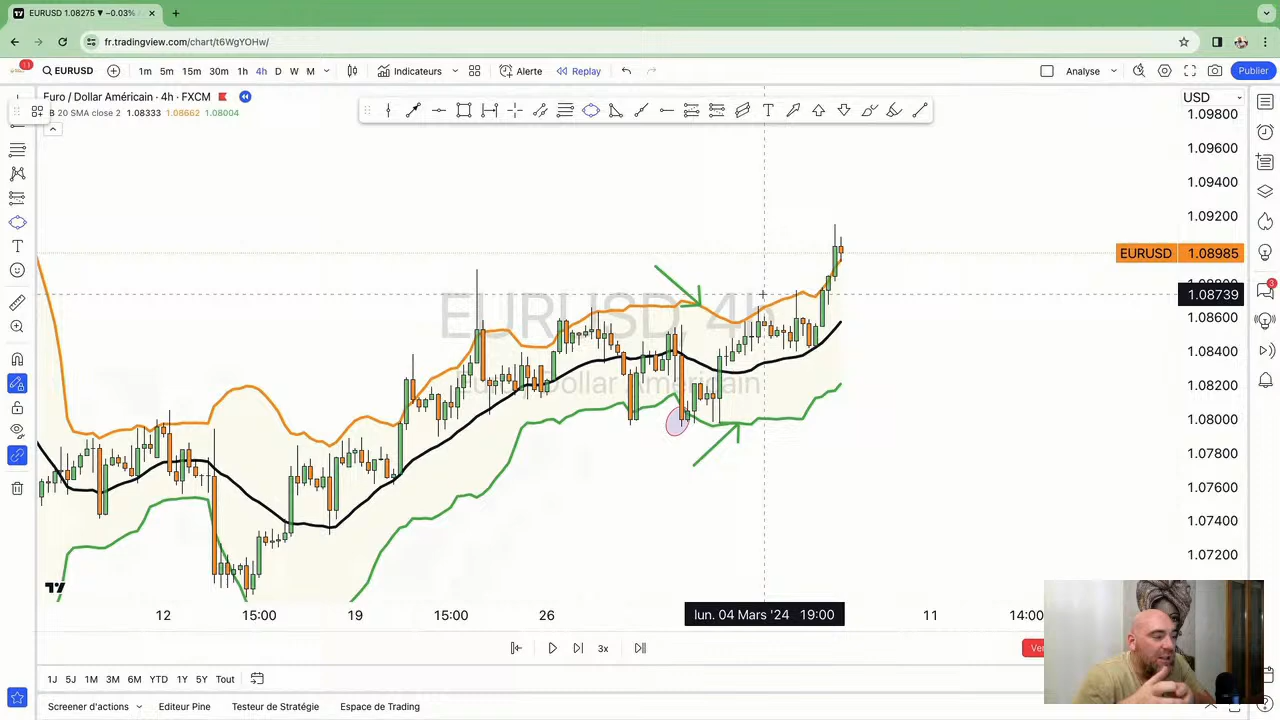 EURUSD 1.08275 ▼ −0.03%
fr.tradingview.com/chart/t6WgYOHw/
11
EURUSD
1m 5m 15m 30m 1h 4h D W M
Indicateurs
Alerte
Replay
Analyse
Publier
Euro / Dollar Américain · 4h · FXCM
B 20 SMA close 2 1.08333 1.08662 1.08004
USD
1.09800
1.09600
1.09400
1.09200
EURUSD 1.08985
1.08739
1.08600
1.08400
1.08200
1.08000
1.07800
1.07600
1.07400
1.07200
EURUSD, 4h
Euro / Dollar Américain
3
12
15:00
19
15:00
26
lun. 04 Mars '24 19:00
11
14:00
3x
Ver
1J 5J 1M 3M 6M YTD 1Y 5Y Tout
Screener d'actions
Editeur Pine
Testeur de Stratégie
Espace de Trading